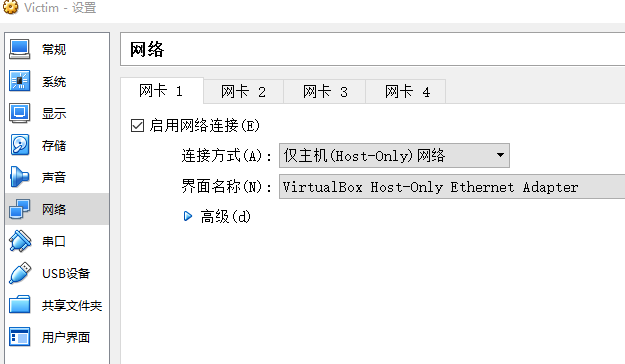 Victim - 设置
常规
系统
显示
存储
声音
网络
串口
USB设备
共享文件夹
用户界面
网络
网卡 1 网卡 2 网卡 3 网卡 4
启用网络连接(E)
连接方式(A): 仅主机(Host-Only)网络
界面名称(N): VirtualBox Host-Only Ethernet Adapter
高级(d)